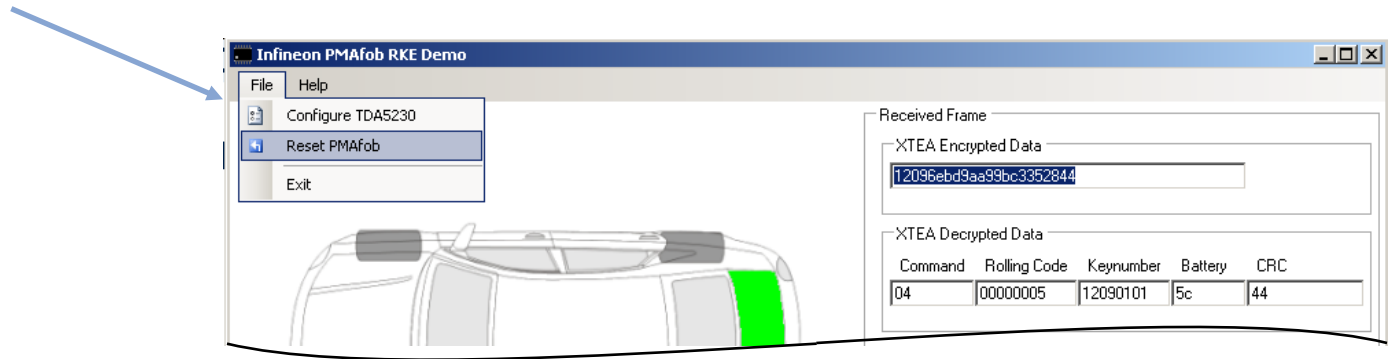 Infineon PMAfob RKE Demo
File Help
Configure TDA5230
Reset PMAfob
Exit
Received Frame
XTEA Encrypted Data
12096ebd9aa99bc3352844
XTEA Decrypted Data
Command Rolling Code Keynumber Battery CRC
04 00000005 12090101 5c 44